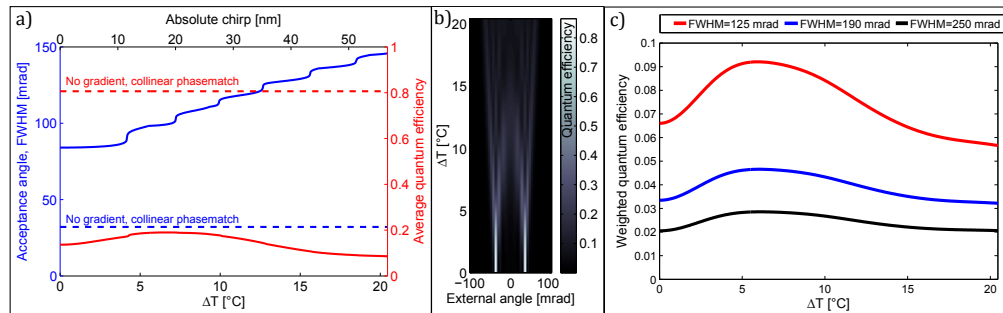 a)
Absolute chirp [nm]
0 10 20 30 40 50
150
100
50
0
Acceptance angle, FWHM [mrad]
No gradient, collinear phasematch
No gradient, collinear phasematch
1
0.8
0.6
0.4
0.2
0
Average quantum efficiency
0 5 10 15 20
ΔT [°C]
b)
20
15
10
5
0
ΔT [°C]
−100 0 100
External angle [mrad]
Quantum efficiency
0.8
0.7
0.6
0.5
0.4
0.3
0.2
0.1
c)
FWHM=125 mrad FWHM=190 mrad FWHM=250 mrad
0.1
0.09
0.08
0.07
0.06
0.05
0.04
0.03
0.02
0.01
0
Weighted quantum efficiency
0 5 10 15 20
ΔT [°C]